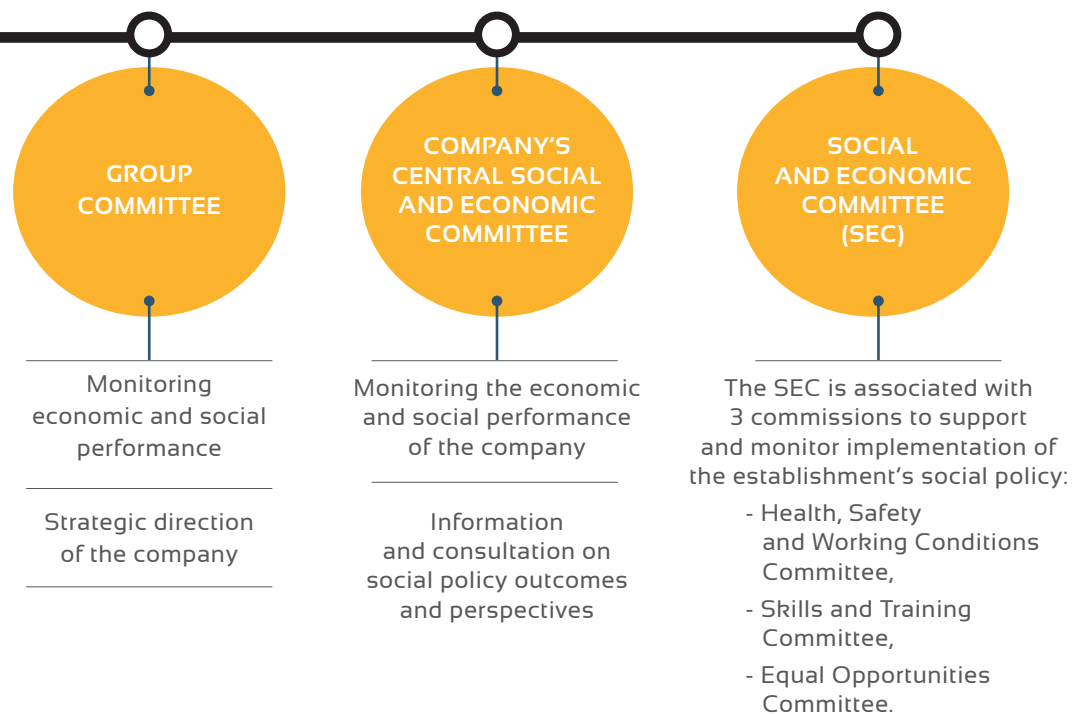 GROUP
COMMITTEE
Monitoring
economic and social
performance
Strategic direction
of the company
COMPANY'S
CENTRAL SOCIAL
AND ECONOMIC
COMMITTEE
Monitoring the economic
and social performance
of the company
Information
and consultation on
social policy outcomes
and perspectives
SOCIAL
AND ECONOMIC
COMMITTEE
(SEC)
The SEC is associated with
3 commissions to support
and monitor implementation of
the establishment's social policy:
- Health, Safety
and Working Conditions
Committee,
- Skills and Training
Committee,
- Equal Opportunities
Committee.